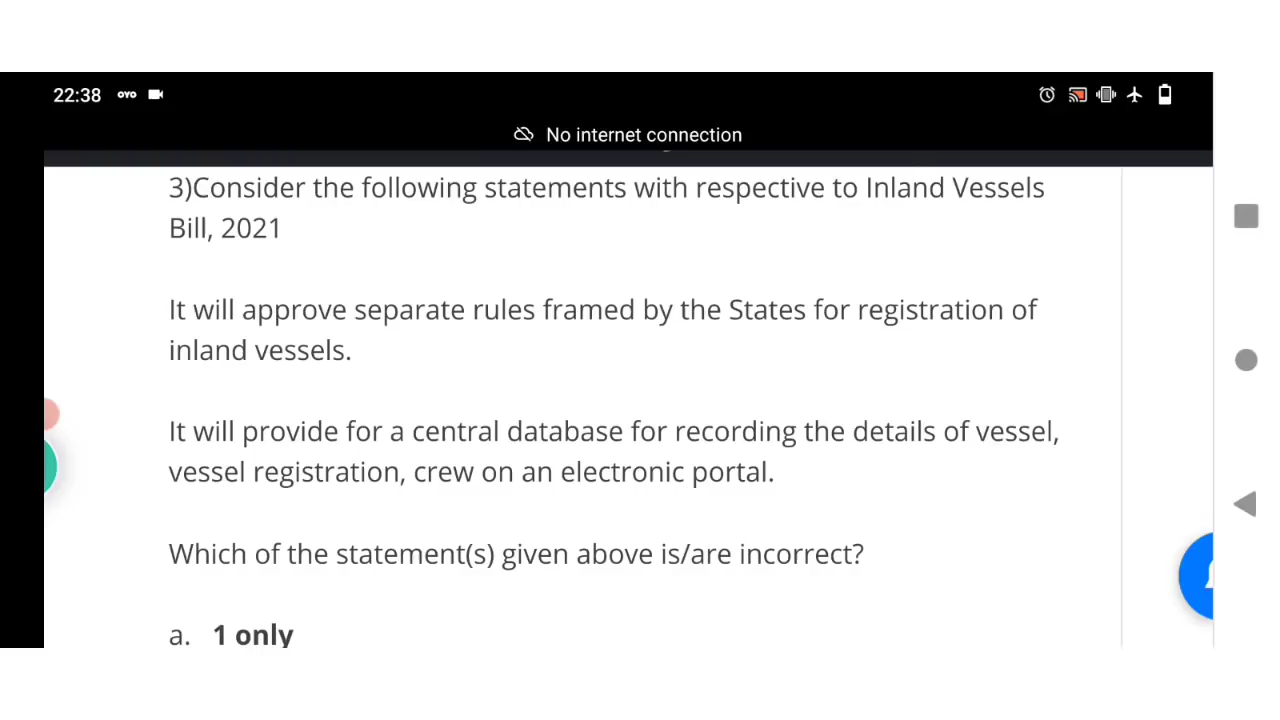 22:38 OYO
No internet connection
3)Consider the following statements with respective to Inland Vessels
Bill, 2021
It will approve separate rules framed by the States for registration of
inland vessels.
It will provide for a central database for recording the details of vessel,
vessel registration, crew on an electronic portal.
Which of the statement(s) given above is/are incorrect?
a. 1 only